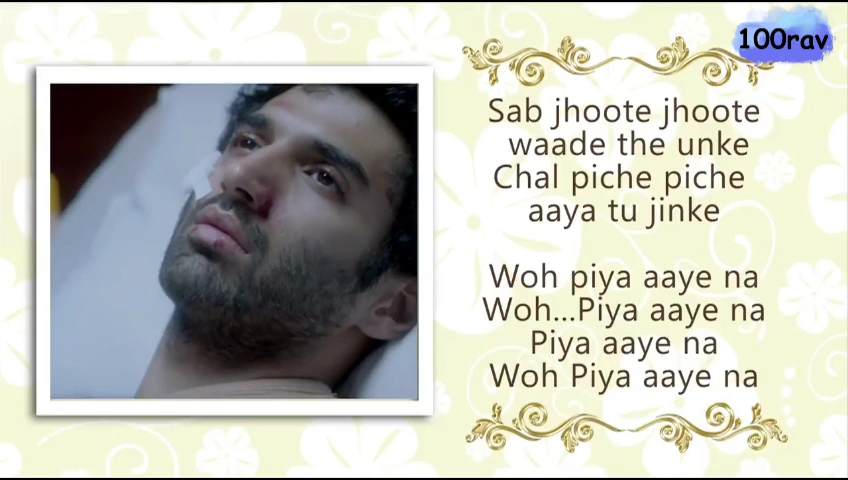 100rav
Sab jhoote jhoote
waade the unke
Chal piche piche
aaya tu jinke
Woh piya aaye na
Woh...Piya aaye na
Piya aaye na
Woh Piya aaye na